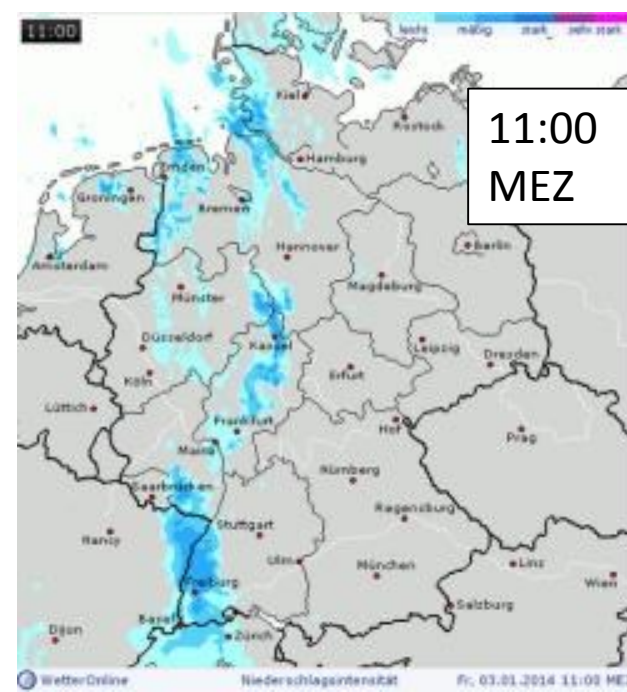 11:00
leicht mäßig stark sehr stark
Kiel
Rostock
11:00
MEZ
Hamburg
Emden
Groningen
Bremen
Amsterdam
Hannover
Berlin
Magdeburg
Münster
Düsseldorf
Kassel
Leipzig
Dresden
Köln
Erfurt
Lüttich
Frankfurt
Hof
Prag
Mainz
Nürnberg
Saarbrücken
Regensburg
Stuttgart
Nancy
Ulm
München
Linz
Wien
Freiburg
Salzburg
Basel
Zürich
Dijon
WetterOnline Niederschlagsintensität Fr, 03.01.2014 11:00 MEZ